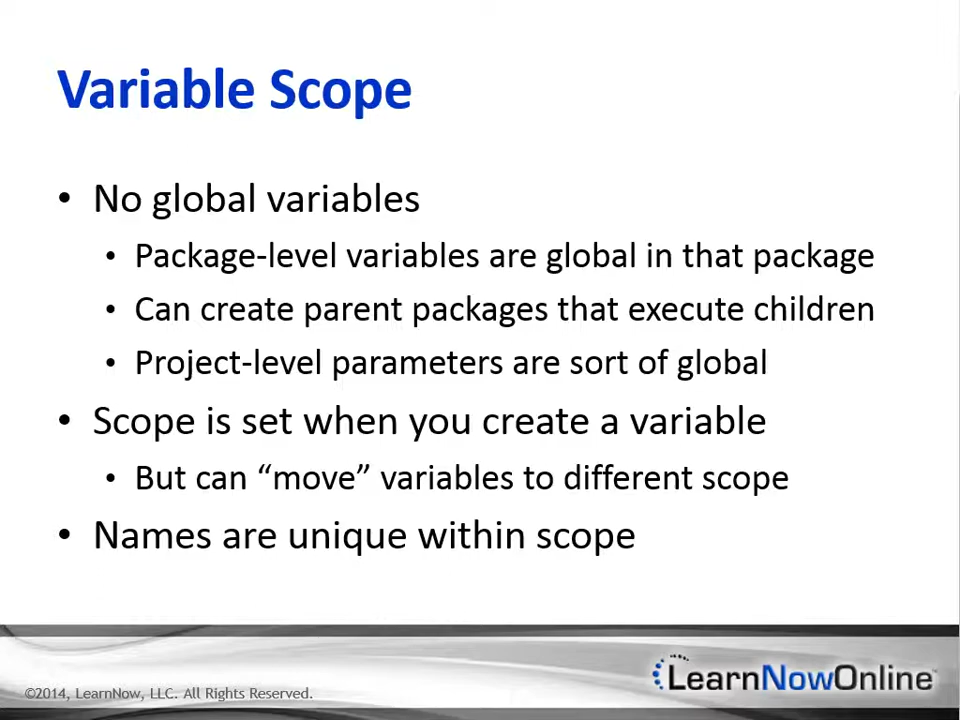 Variable Scope
• No global variables
• Package-level variables are global in that package
• Can create parent packages that execute children
• Project-level parameters are sort of global
• Scope is set when you create a variable
• But can “move” variables to different scope
• Names are unique within scope
©2014, LearnNow, LLC. All Rights Reserved.
LearnNowOnline™